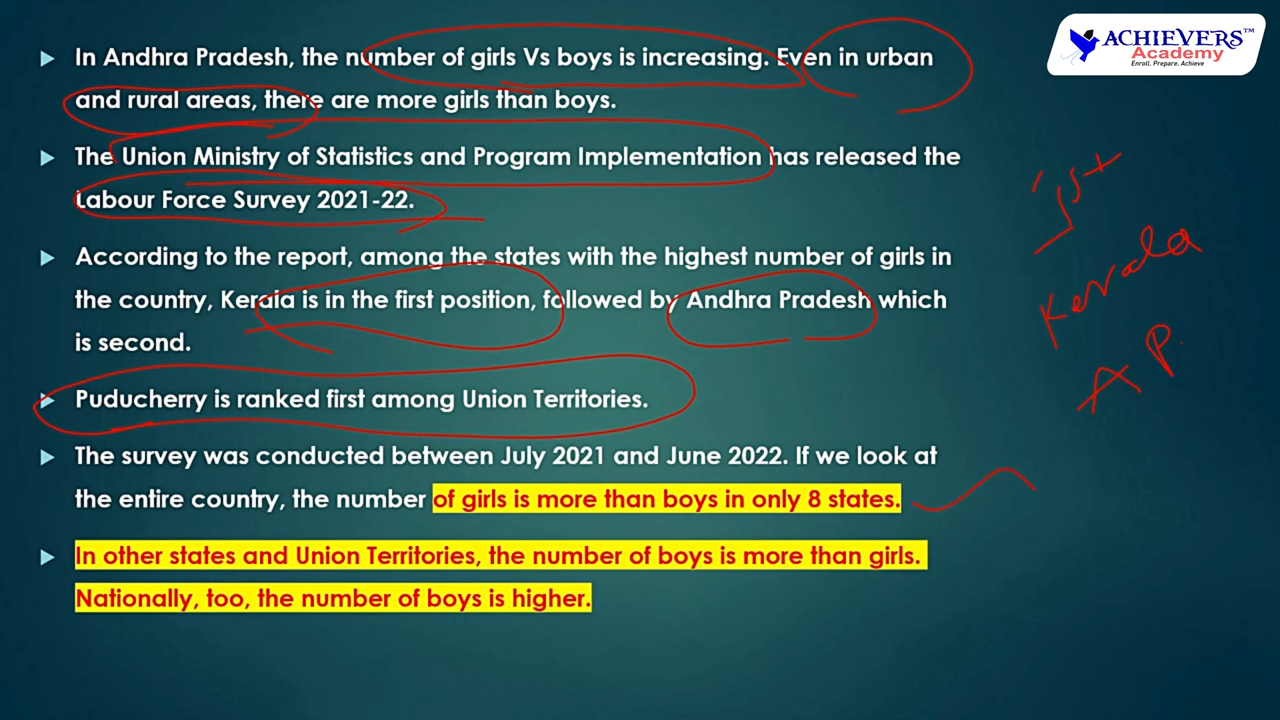 ACHIEVERS™
Academy
Enroll. Prepare. Achieve
In Andhra Pradesh, the number of girls Vs boys is increasing. Even in urban
and rural areas, there are more girls than boys.
The Union Ministry of Statistics and Program Implementation has released the
Labour Force Survey 2021-22.
According to the report, among the states with the highest number of girls in
the country, Kerala is in the first position, followed by Andhra Pradesh which
is second.
Puducherry is ranked first among Union Territories.
The survey was conducted between July 2021 and June 2022. If we look at
the entire country, the number of girls is more than boys in only 8 states.
In other states and Union Territories, the number of boys is more than girls.
Nationally, too, the number of boys is higher.
1st
Kerala
A P.